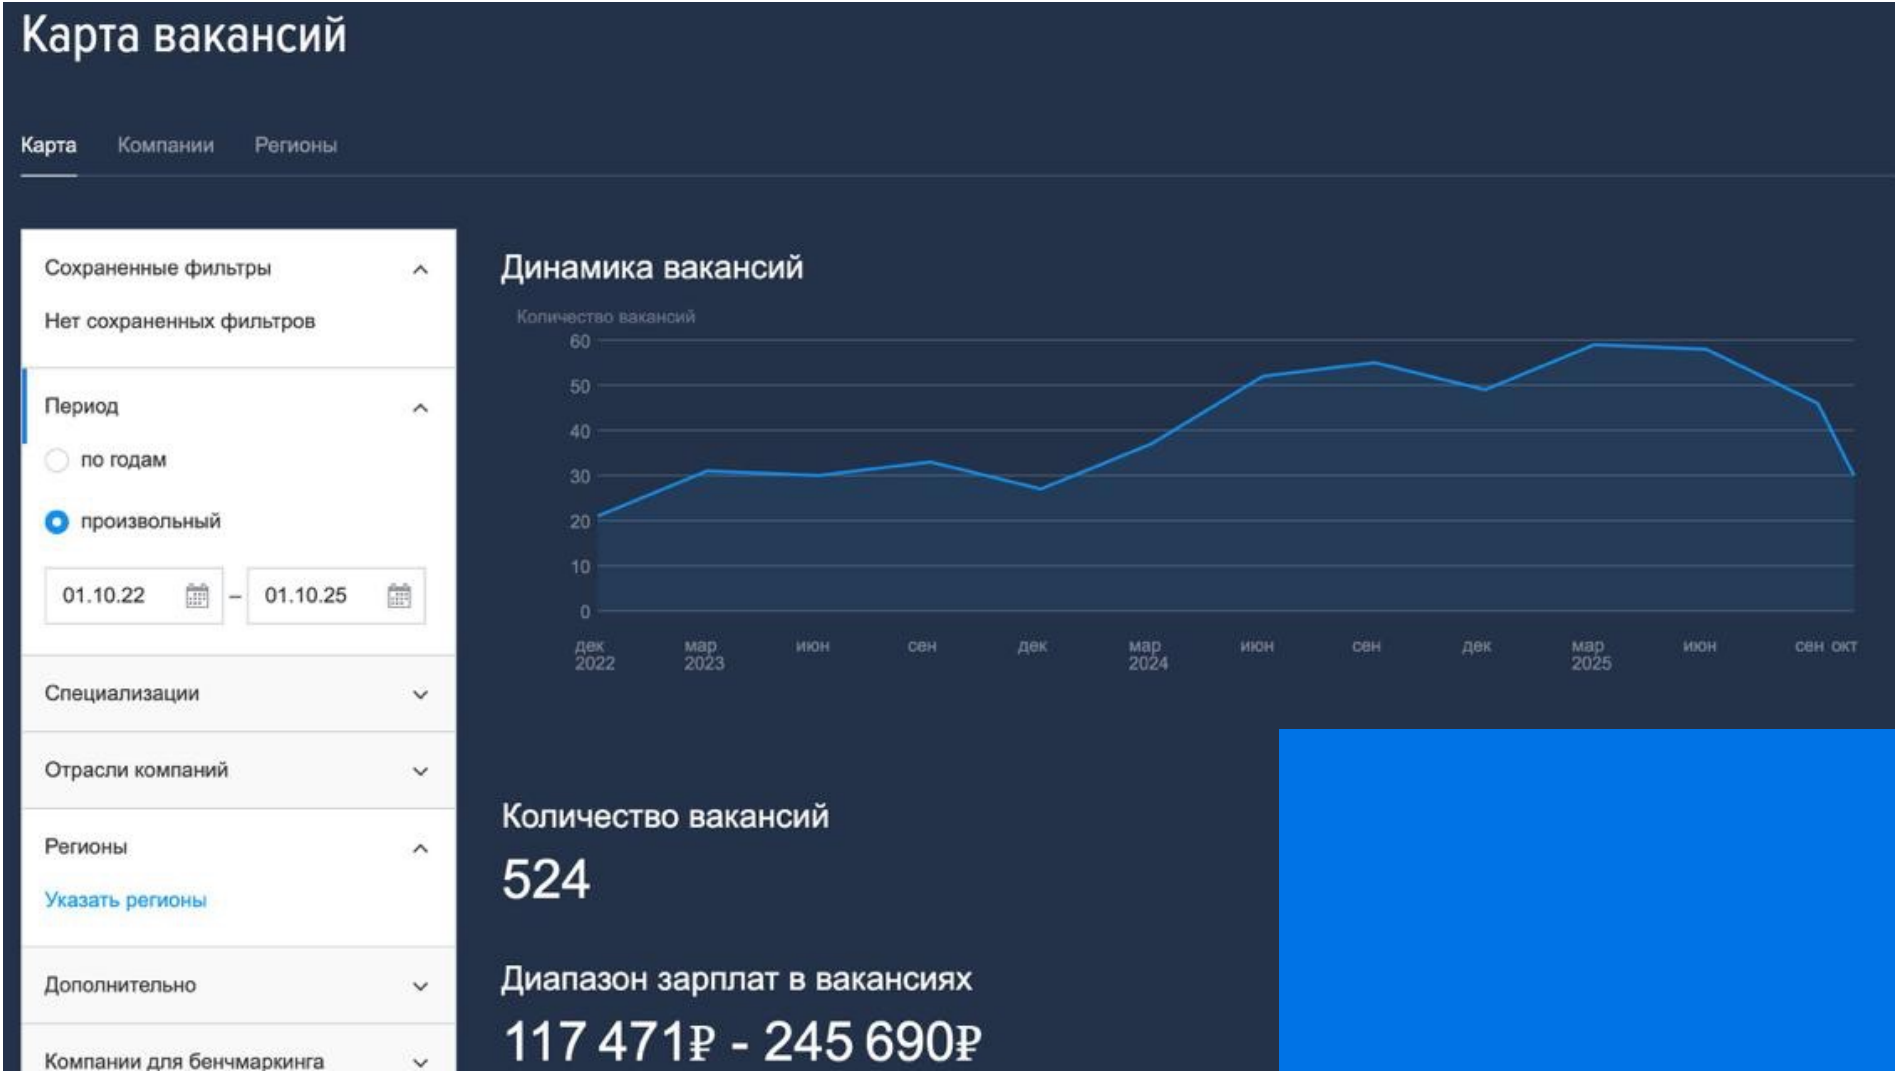 Карта вакансий
Карта Компании Регионы
Сохраненные фильтры
Нет сохраненных фильтров
Период
по годам
произвольный
01.10.22 – 01.10.25
Специализации
Отрасли компаний
Регионы
Указать регионы
Дополнительно
Компании для бенчмаркинга
Динамика вакансий
Количество вакансий
60
50
40
30
20
10
0
дек мар июн сен дек мар июн сен дек мар июн сен окт
2022 2023 2024 2025
Количество вакансий
524
Диапазон зарплат в вакансиях
117 471₽ - 245 690₽